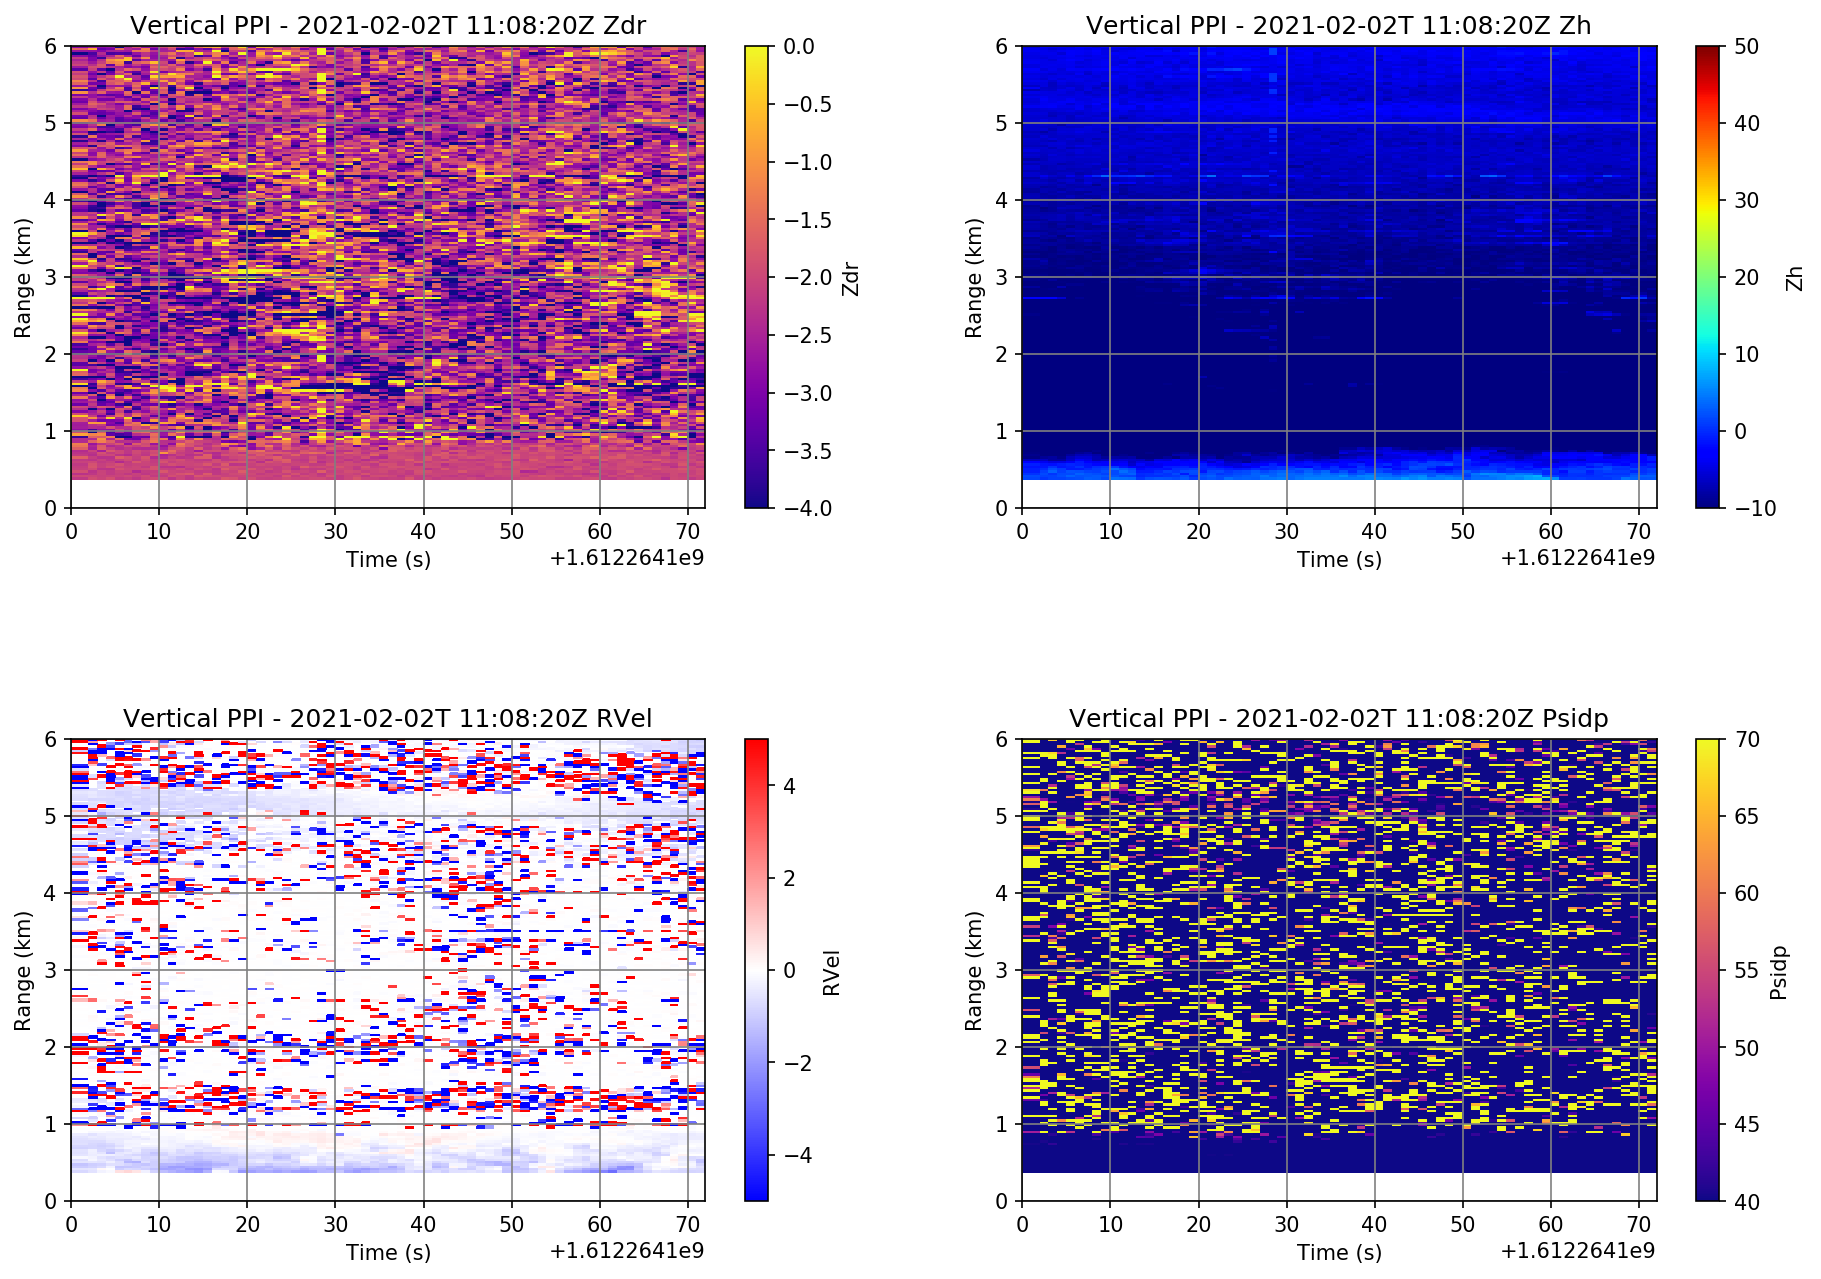 Vertical PPI - 2021-02-02T 11:08:20Z Zdr
6
5
4
3
2
1
0
Range (km)
0 10 20 30 40 50 60 70
Time (s)
+1.6122641e9
0.0
−0.5
−1.0
−1.5
−2.0
−2.5
−3.0
−3.5
−4.0
Zdr
Vertical PPI - 2021-02-02T 11:08:20Z Zh
6
5
4
3
2
1
0
Range (km)
0 10 20 30 40 50 60 70
Time (s)
+1.6122641e9
50
40
30
20
10
0
−10
Zh
Vertical PPI - 2021-02-02T 11:08:20Z RVel
6
5
4
3
2
1
0
Range (km)
0 10 20 30 40 50 60 70
Time (s)
+1.6122641e9
4
2
0
−2
−4
RVel
Vertical PPI - 2021-02-02T 11:08:20Z Psidp
6
5
4
3
2
1
0
Range (km)
0 10 20 30 40 50 60 70
Time (s)
+1.6122641e9
70
65
60
55
50
45
40
Psidp